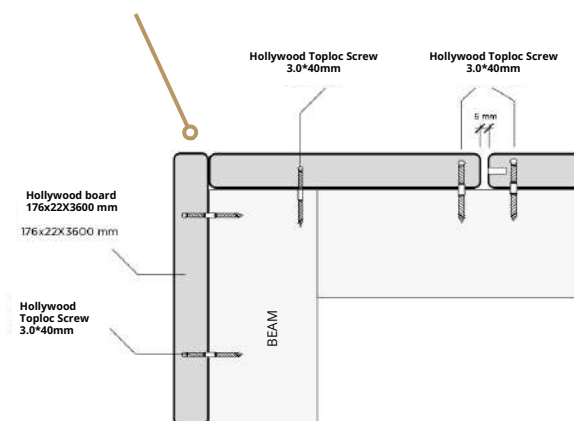 Hollywood Toploc Screw
3.0*40mm
Hollywood Toploc Screw
3.0*40mm
5 mm
Hollywood board
176x22X3600 mm
176x22X3600 mm
Hollywood
Toploc Screw
3.0*40mm
BEAM